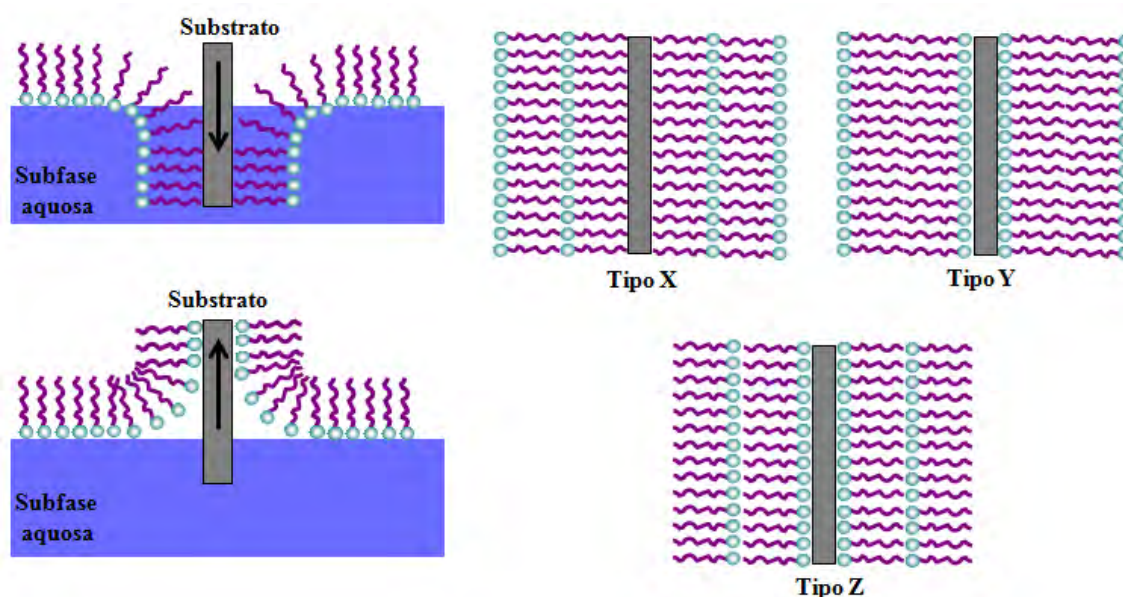 Substrato
Subfase
aquosa
Tipo X
Tipo Y
Substrato
Subfase
aquosa
Tipo Z